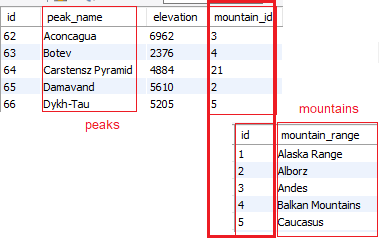 id peak_name elevation mountain_id
62 Aconcagua 6962 3
63 Botev 2376 4
64 Carstensz Pyramid 4884 21
65 Damavand 5610 2
66 Dykh-Tau 5205 5
peaks
mountains
id mountain_range
1 Alaska Range
2 Alborz
3 Andes
4 Balkan Mountains
5 Caucasus